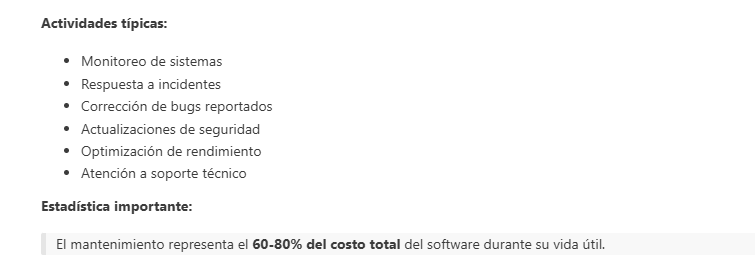 Actividades típicas:
Monitoreo de sistemas
Respuesta a incidentes
Corrección de bugs reportados
Actualizaciones de seguridad
Optimización de rendimiento
Atención a soporte técnico
Estadística importante:
El mantenimiento representa el 60-80% del costo total del software durante su vida útil.